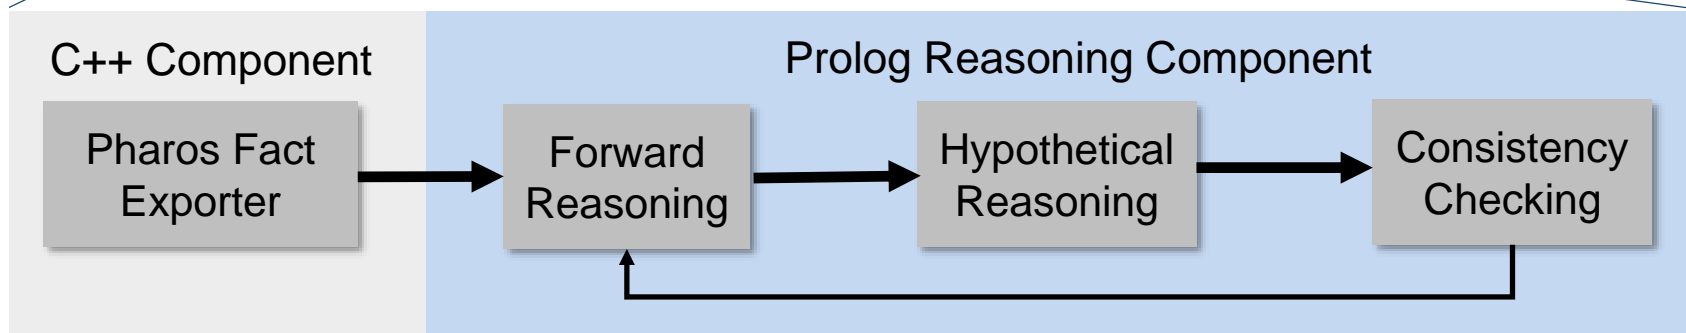 C++ Component
Prolog Reasoning Component
Pharos Fact
Exporter
Forward
Reasoning
Hypothetical
Reasoning
Consistency
Checking